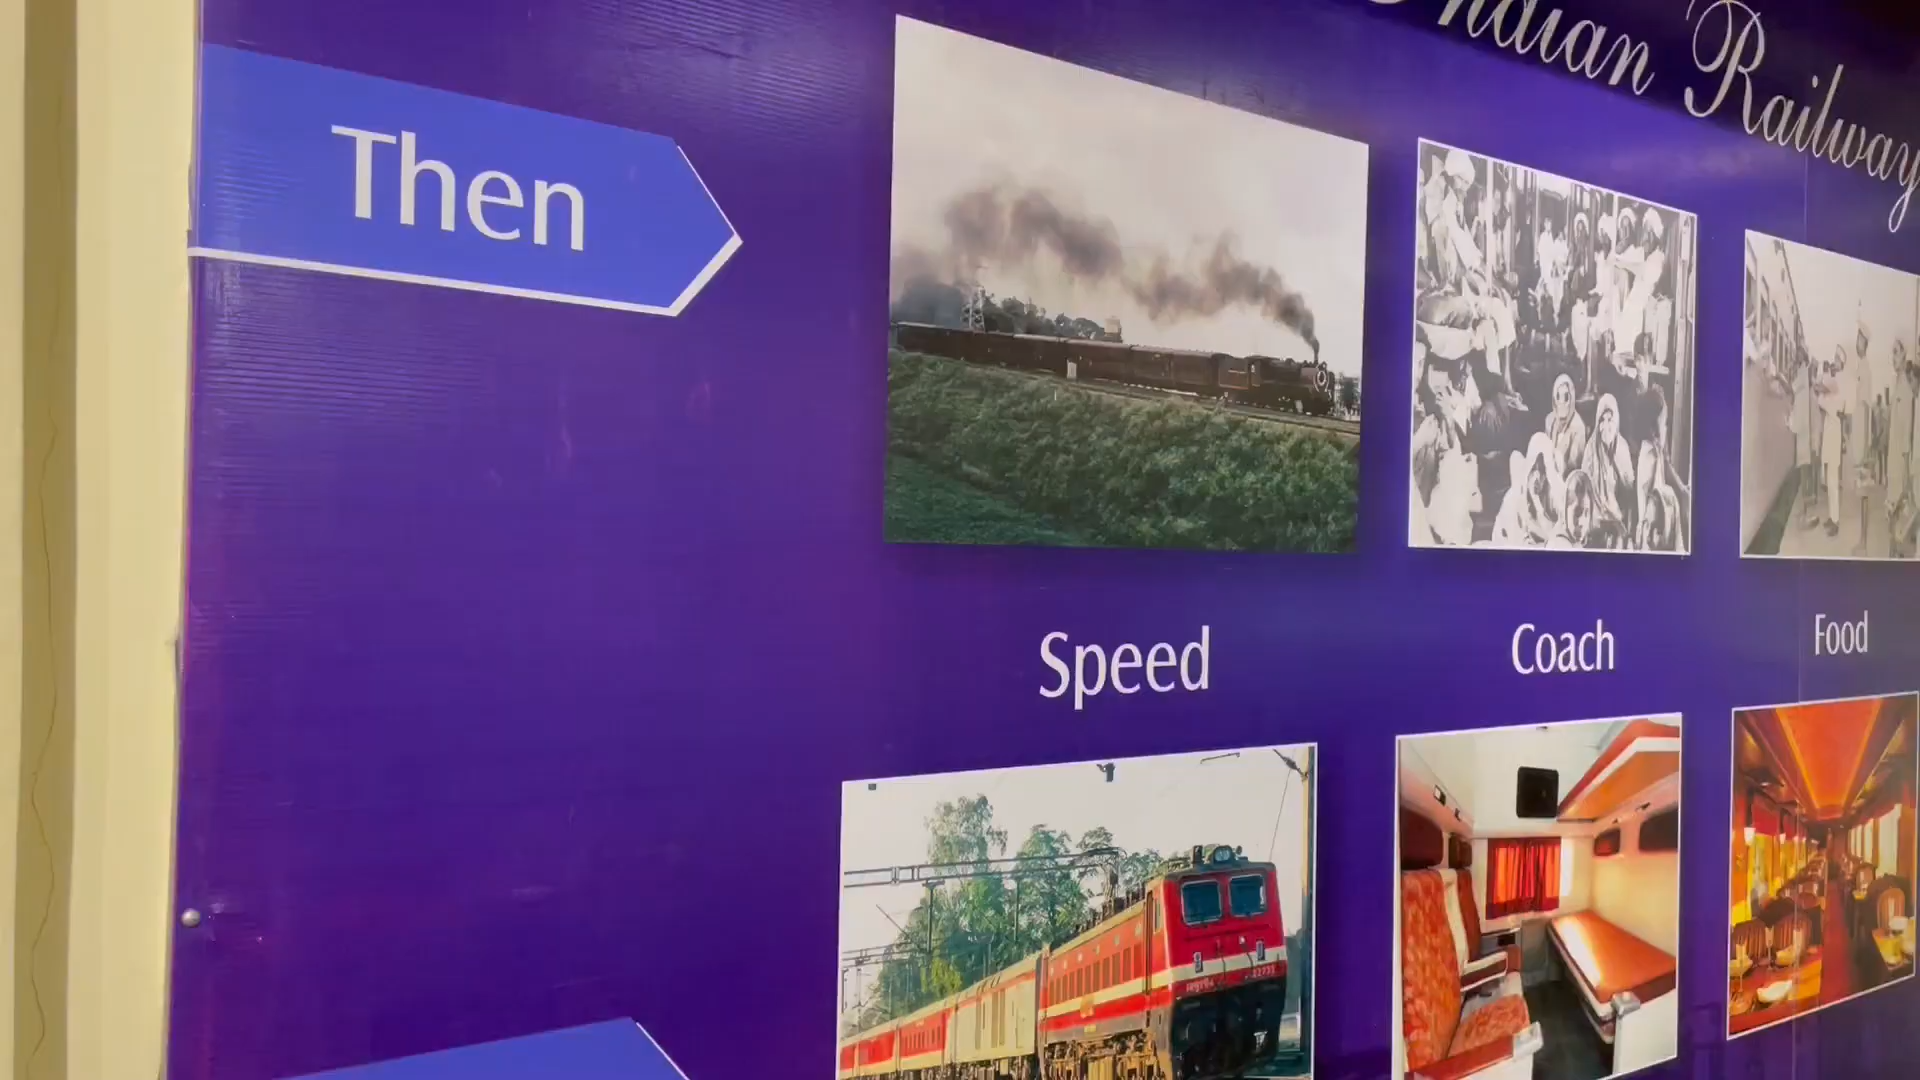 Indian Railway
Then
Speed
Coach
Food